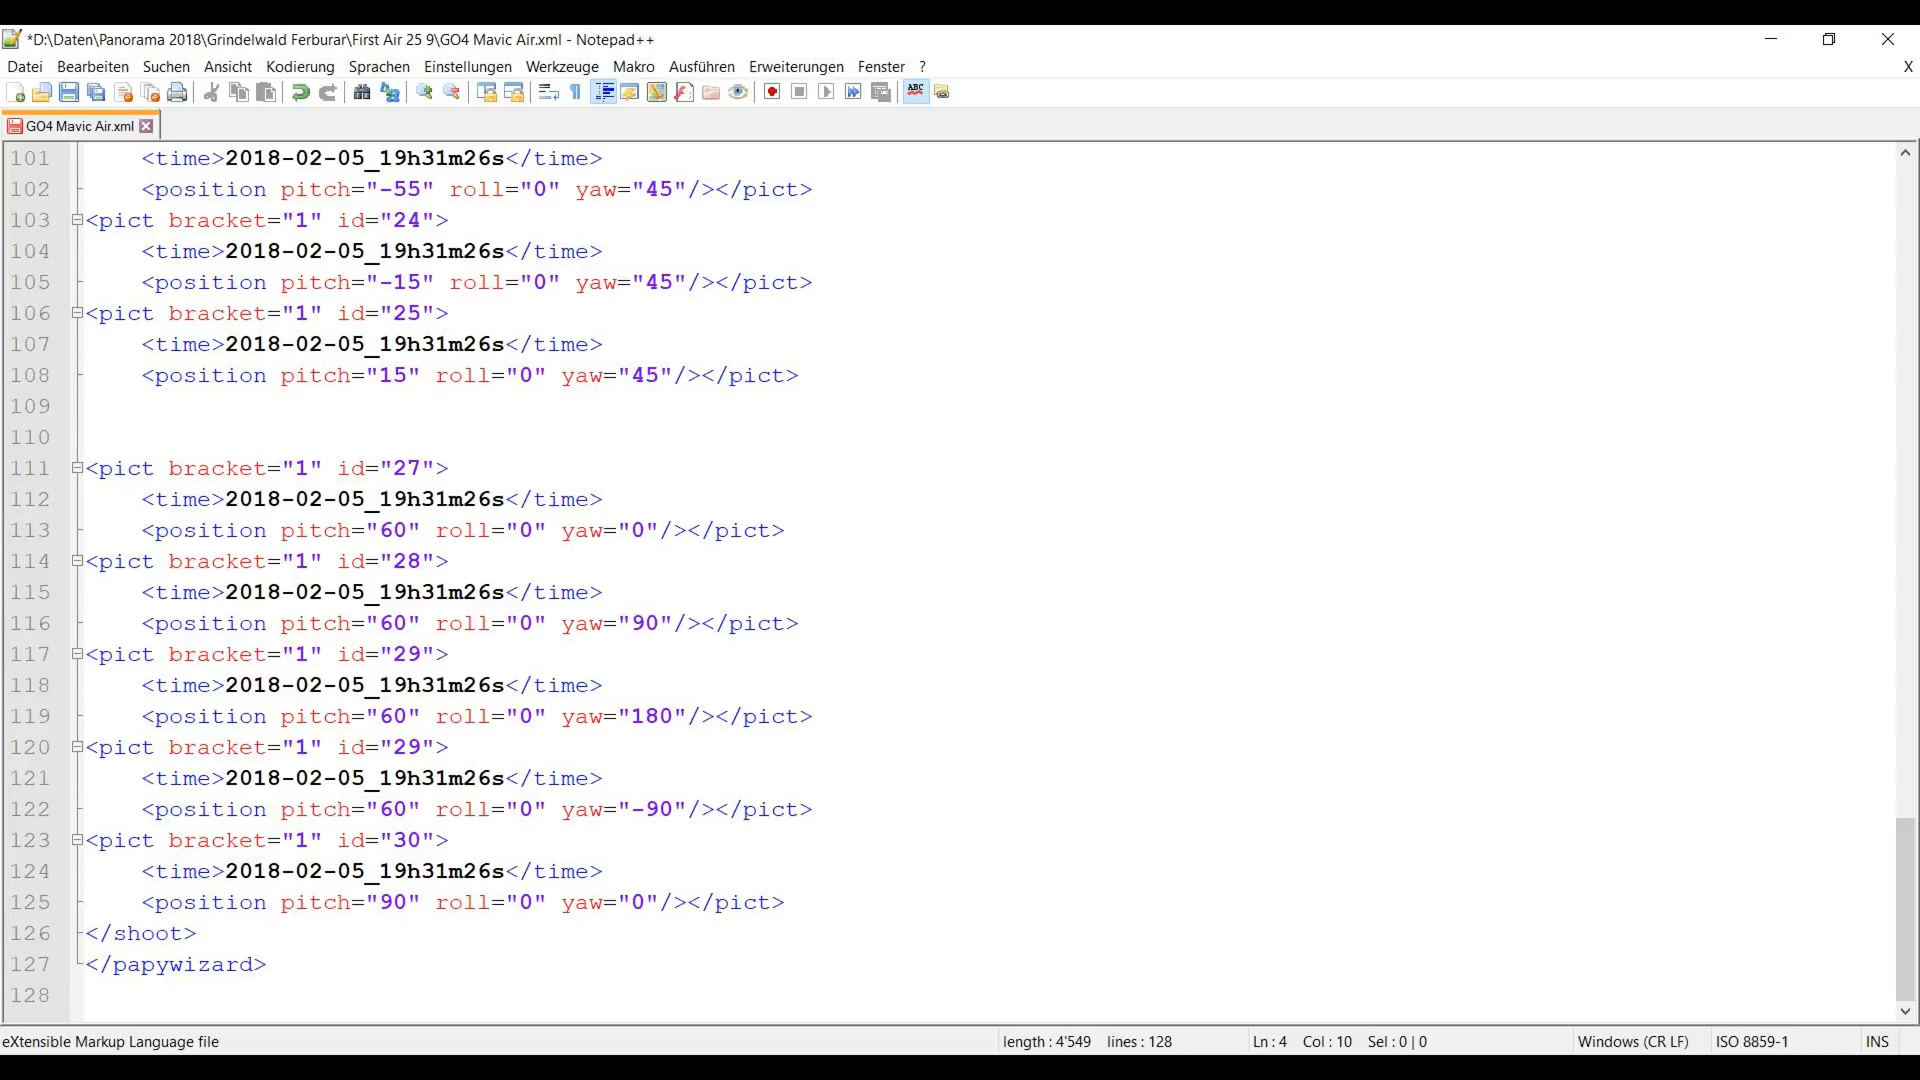 *D:\Daten\Panorama 2018\Grindelwald Ferburar\First Air 25 9\GO4 Mavic Air.xml - Notepad++
Datei Bearbeiten Suchen Ansicht Kodierung Sprachen Einstellungen Werkzeuge Makro Ausführen Erweiterungen Fenster ? X
ABC
GO4 Mavic Air.xml
101 <time>2018-02-05_19h31m26s</time>
102 <position pitch="-55" roll="0" yaw="45"/></pict>
103 <pict bracket="1" id="24">
104 <time>2018-02-05_19h31m26s</time>
105 <position pitch="-15" roll="0" yaw="45"/></pict>
106 <pict bracket="1" id="25">
107 <time>2018-02-05_19h31m26s</time>
108 <position pitch="15" roll="0" yaw="45"/></pict>
109
110
111 <pict bracket="1" id="27">
112 <time>2018-02-05_19h31m26s</time>
113 <position pitch="60" roll="0" yaw="0"/></pict>
114 <pict bracket="1" id="28">
115 <time>2018-02-05_19h31m26s</time>
116 <position pitch="60" roll="0" yaw="90"/></pict>
117 <pict bracket="1" id="29">
118 <time>2018-02-05_19h31m26s</time>
119 <position pitch="60" roll="0" yaw="180"/></pict>
120 <pict bracket="1" id="29">
121 <time>2018-02-05_19h31m26s</time>
122 <position pitch="60" roll="0" yaw="-90"/></pict>
123 <pict bracket="1" id="30">
124 <time>2018-02-05_19h31m26s</time>
125 <position pitch="90" roll="0" yaw="0"/></pict>
126 </shoot>
127 </papywizard>
128
eXtensible Markup Language file length : 4'549 lines : 128 Ln : 4 Col : 10 Sel : 0 | 0 Windows (CR LF) ISO 8859-1 INS